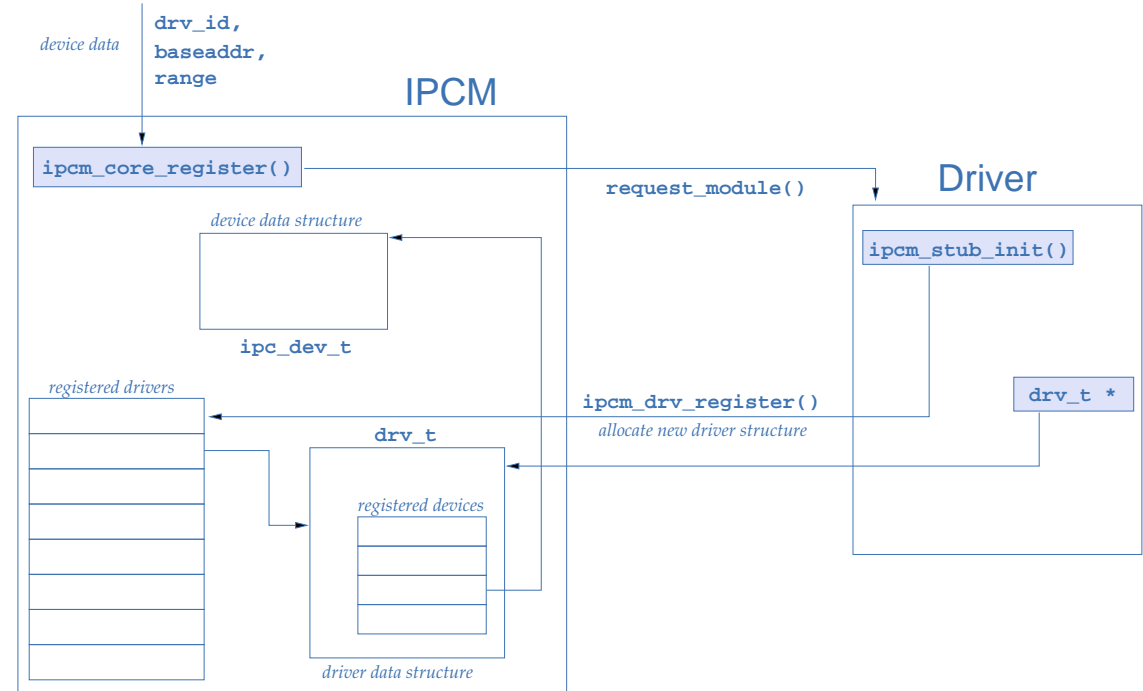 device data
drv_id,
baseaddr,
range
IPCM
ipcm_core_register()
request_module()
Driver
device data structure
ipcm_stub_init()
ipc_dev_t
registered drivers
ipcm_drv_register()
drv_t *
allocate new driver structure
drv_t
registered devices
driver data structure